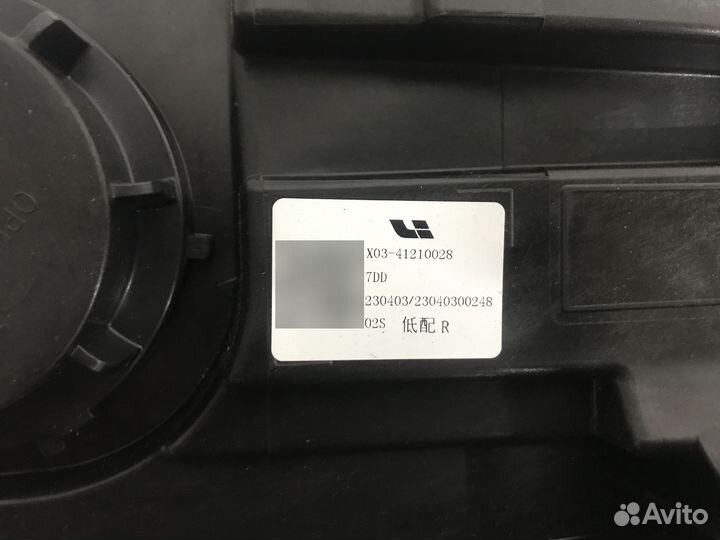 X03-41210028
7DD
230403/23040300248
02S 低配 R
Avito